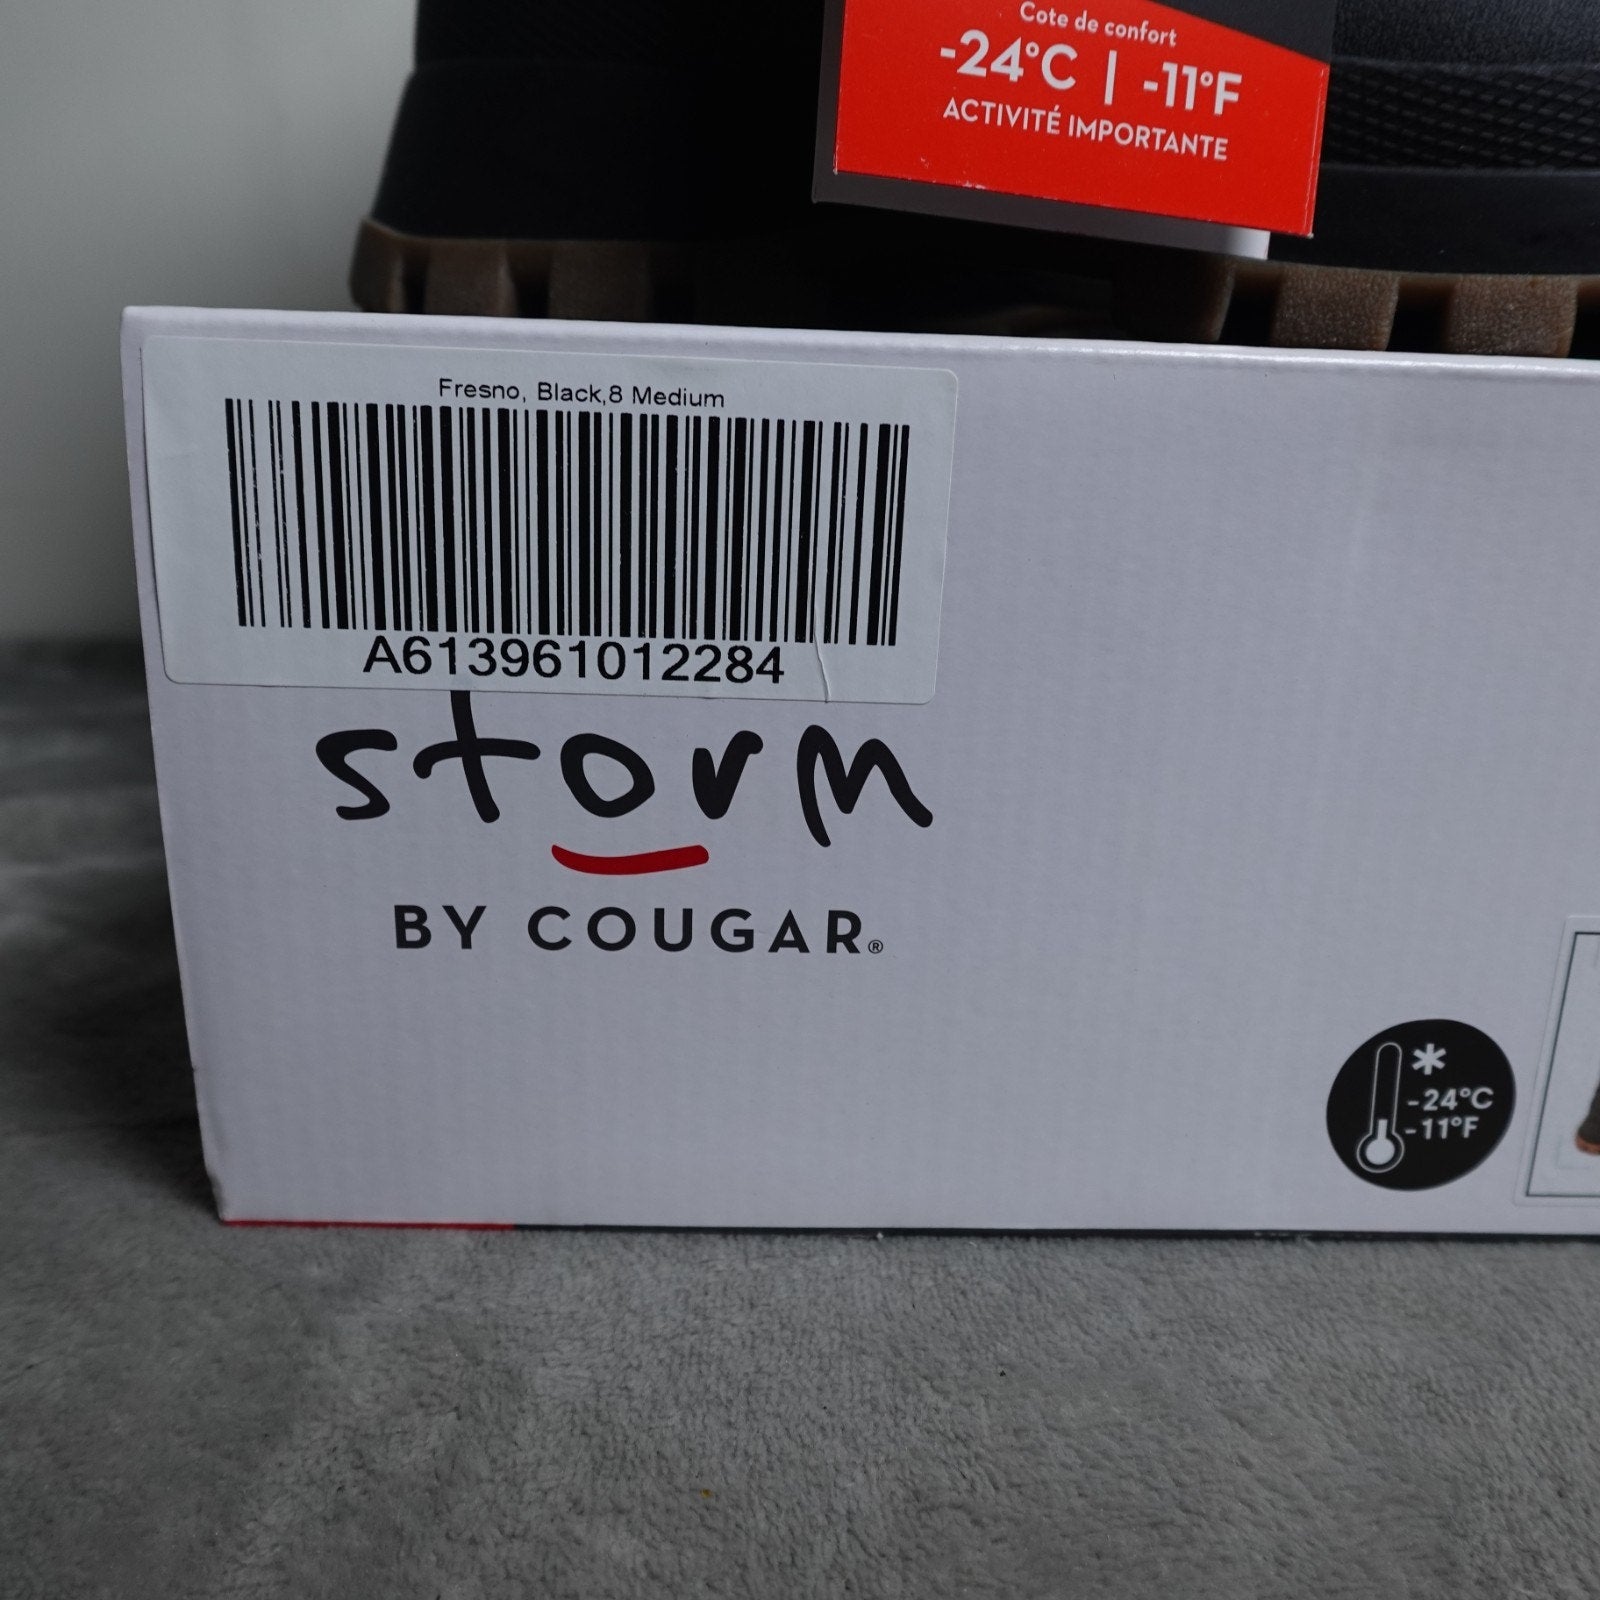 Cote de confort
-24°C | -11°F
ACTIVITÉ IMPORTANTE
Fresno, Black,8 Medium
A613961012284
storm
BY COUGAR®
-24°C
-11°F